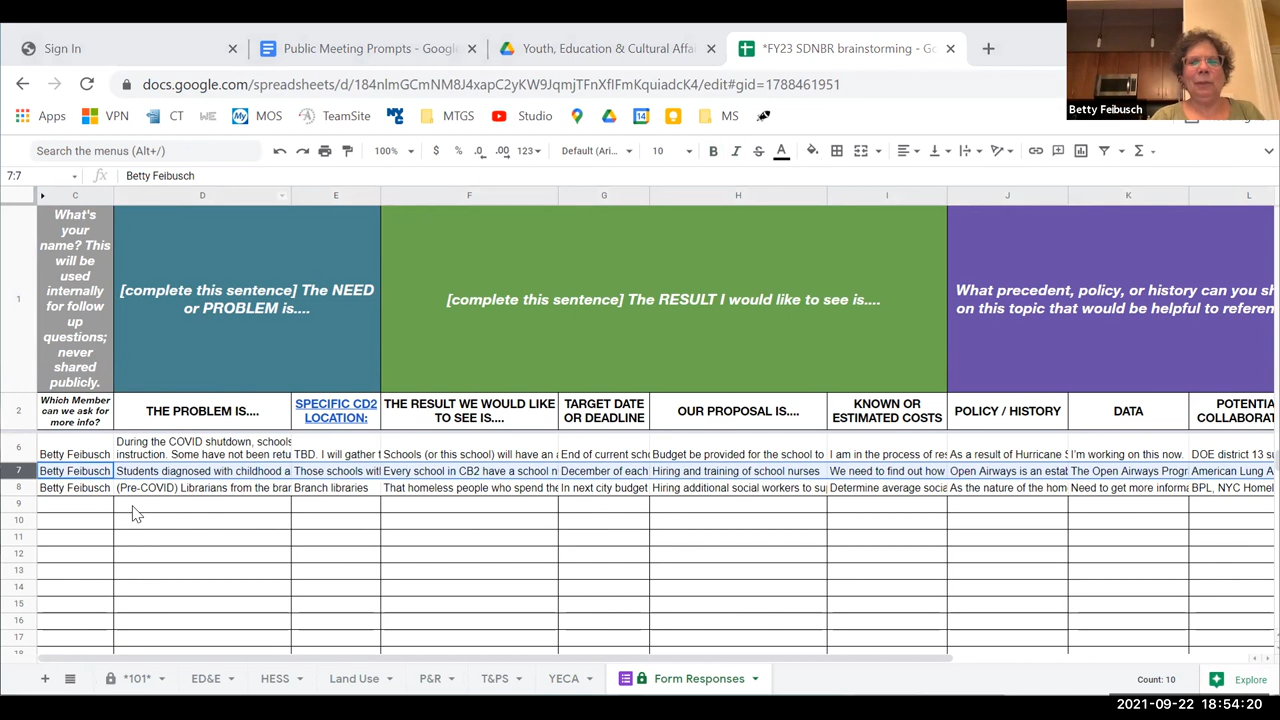 Sign In
Public Meeting Prompts - Google
Youth, Education & Cultural Affai
*FY23 SDNBR brainstorming - Go
Betty Feibusch
docs.google.com/spreadsheets/d/184nlmGCmNM8J4xapC2yKW9JqmjTFnXfIFmKquiadcK4/edit#gid=1788461951
Apps VPN CT WE MOS TeamSite MTGS Studio 14 MS
Search the menus (Alt+/) 100% $ % .0 .00 123 Default (Ari... 10 B I S A Σ
7:7 fx Betty Feibusch
C D E F G H I J K L
1
What's your name? This will be used internally for follow up questions; never shared publicly.
[complete this sentence] The NEED
or PROBLEM is....
[complete this sentence] The RESULT I would like to see is....
What precedent, policy, or history can you sh
on this topic that would be helpful to referen
2
Which Member can we ask for more info?
THE PROBLEM IS....
SPECIFIC CD2
LOCATION:
THE RESULT WE WOULD LIKE
TO SEE IS....
TARGET DATE
OR DEADLINE
OUR PROPOSAL IS....
KNOWN OR
ESTIMATED COSTS
POLICY / HISTORY
DATA
POTENTIA
COLLABORAT
During the COVID shutdown, schools
6 Betty Feibusch instruction. Some have not been retu TBD. I will gather t Schools (or this school) will have an a End of current scho Budget be provided for the school to I am in the process of res As a result of Hurricane S I'm working on this now. DOE district 13 su
7 Betty Feibusch Students diagnosed with childhood a Those schools wit Every school in CB2 have a school n December of each Hiring and training of school nurses We need to find out how Open Airways is an estat The Open Airways Progr American Lung A
8 Betty Feibusch (Pre-COVID) Librarians from the brar Branch libraries That homeless people who spend the In next city budget Hiring additional social workers to su Determine average socia As the nature of the hom Need to get more informa BPL, NYC Homel
9
10
11
12
13
14
15
16
17
18
*101* ED&E HESS Land Use P&R T&PS YECA Form Responses Count: 10 Explore
2021-09-22 18:54:20